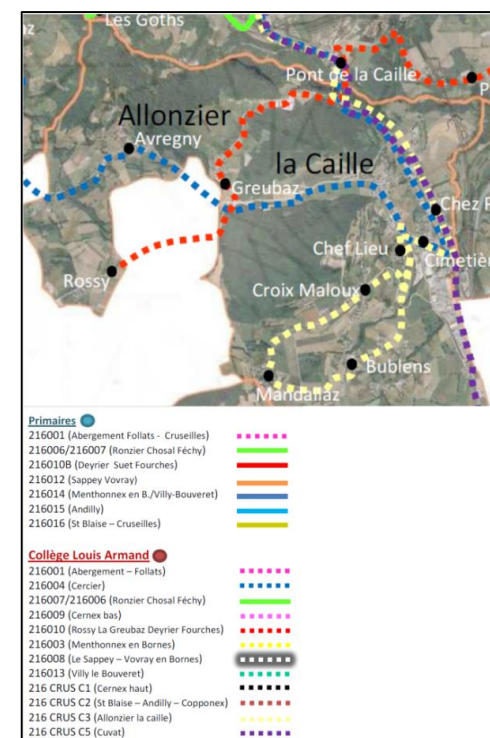 Les Goths
Pont de la Caille
Allonzier
Avregny
la Caille
Greubaz
Chez
Chef Lieu
Rossy
Croix Maloux
Bublens
Mandallaz
Primaires
216001 (Abergement Follats - Cruseilles)
216006/216007 (Ronzier Chosal Féchy)
216010B (Deyrier Suet Fourches)
216012 (Sappey Vovray)
216014 (Menthonnex en B./Villy-Bouveret)
216015 (Andilly)
216016 (St Blaise – Cruseilles)
Collège Louis Armand
216001 (Abergement – Follats)
216004 (Cercier)
216007/216006 (Ronzier Chosal Féchy)
216009 (Cernex bas)
216010 (Rossy La Greubaz Deyrier Fourches)
216003 (Menthonnex en Bornes)
216008 (Le Sappey – Vovray en Bornes)
216013 (Villy le Bouveret)
216 CRUS C1 (Cernex haut)
216 CRUS C2 (St Blaise – Andilly – Copponex)
216 CRUS C3 (Allonzier la caille)
216 CRUS C5 (Cuvat)